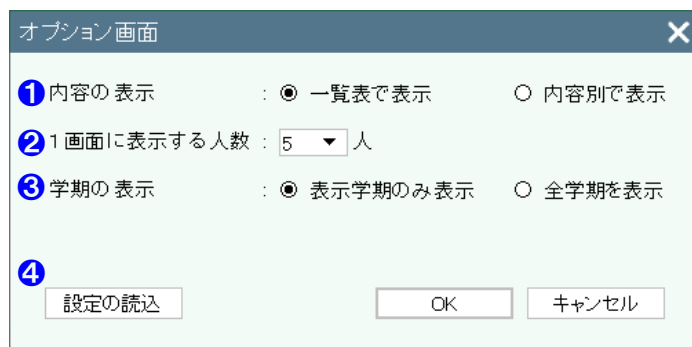 オプション画面
❶内容の表示 : ◉ 一覧表で表示 ○ 内容別で表示
❷1画面に表示する人数 : 5 ▼ 人
❸学期の表示 : ◉ 表示学期のみ表示 ○ 全学期を表示
❹
設定の読込 OK キャンセル